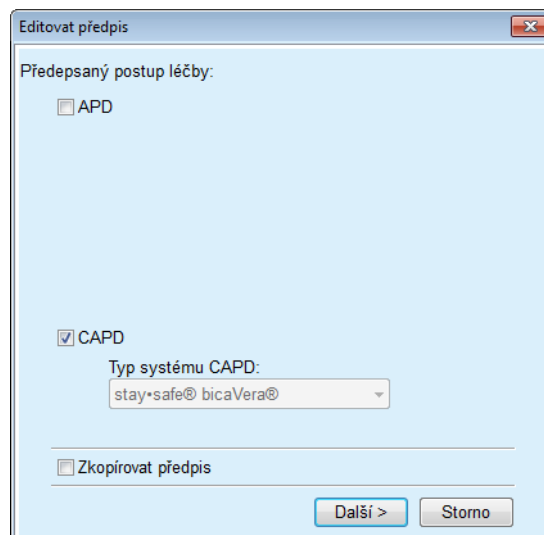 Editovat předpis
Předepsaný postup léčby:
APD
CAPD
Typ systému CAPD:
stay•safe® bicaVera®
Zkopírovat předpis
Další > Storno